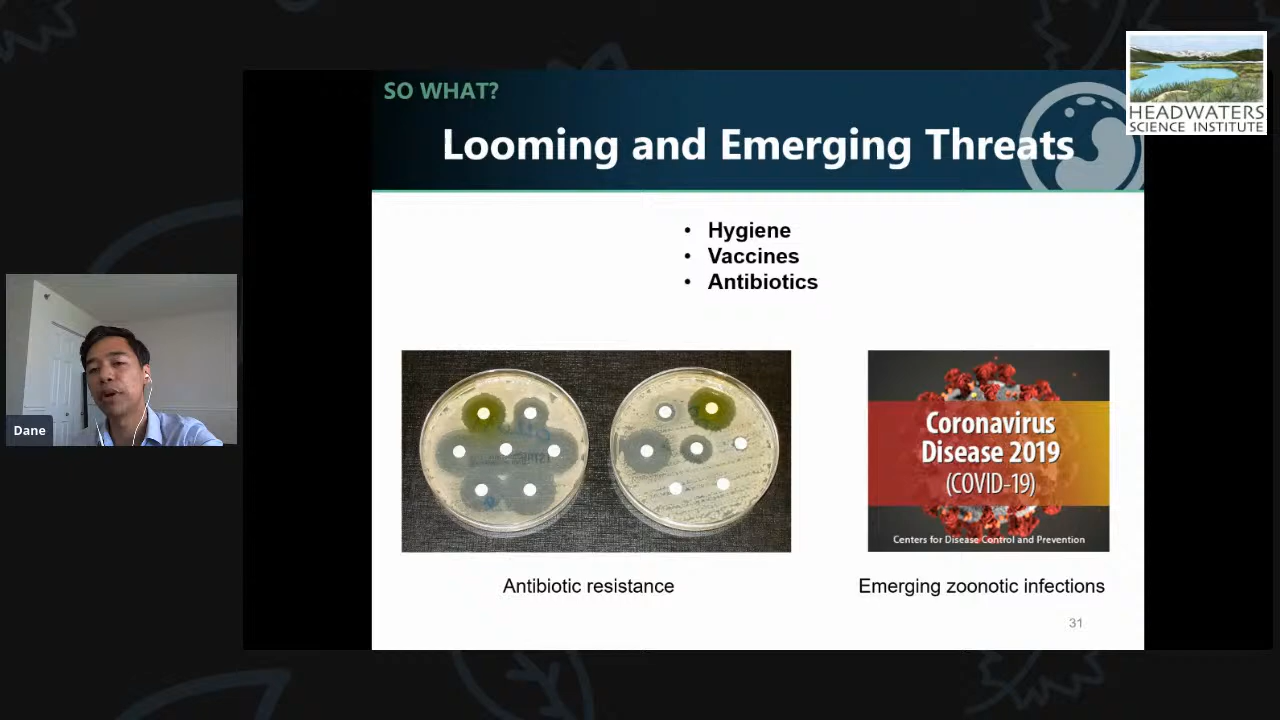 SO WHAT?
Looming and Emerging Threats
HEADWATERS
SCIENCE INSTITUTE
• Hygiene
• Vaccines
• Antibiotics
Dane
Coronavirus
Disease 2019
(COVID-19)
Centers for Disease Control and Prevention
Antibiotic resistance
Emerging zoonotic infections
31